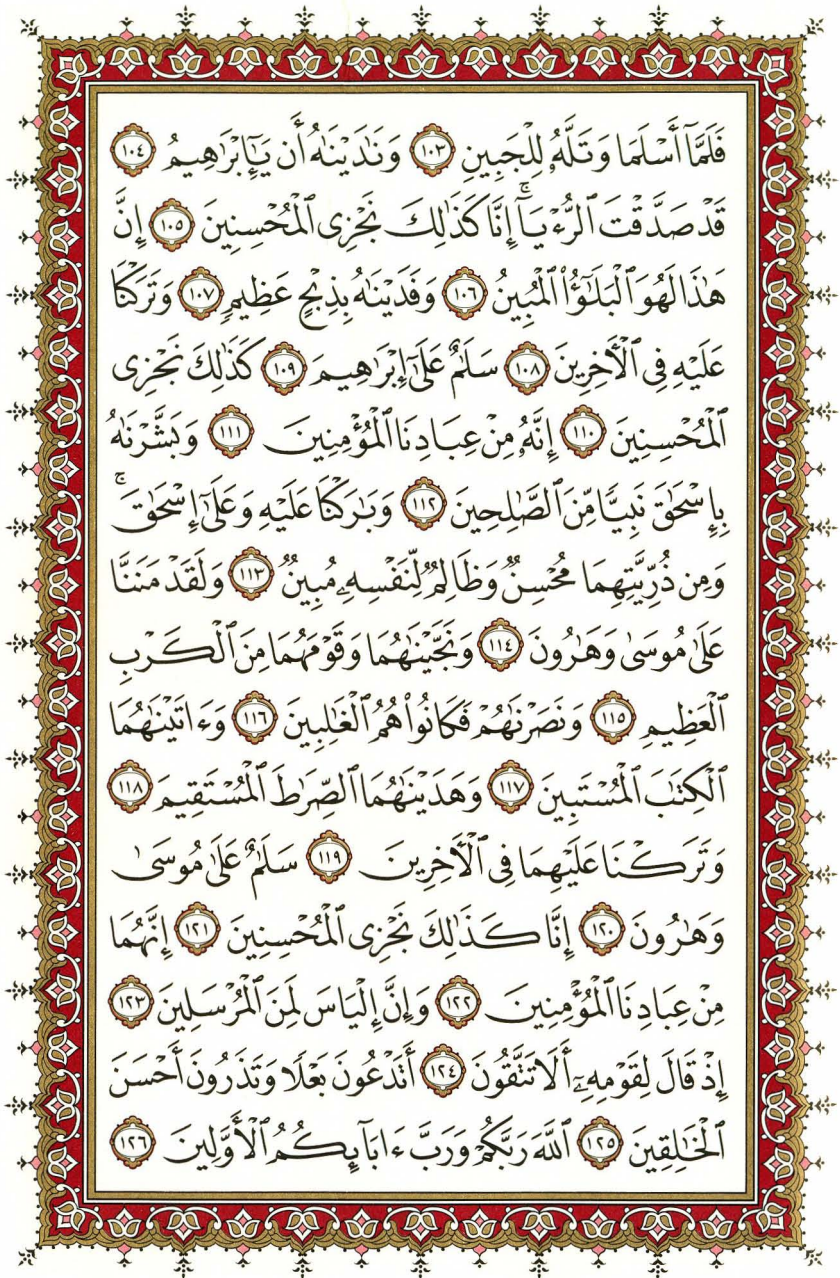 فَلَمَّآ أَسْلَمَا وَتَلَّهُۥ لِلْجَبِينِ ١٠٣ وَنَٰدَيْنَٰهُ أَن يَٰٓإِبْرَٰهِيمُ ١٠٤
قَدْ صَدَّقْتَ ٱلرُّءْيَآۚ إِنَّا كَذَٰلِكَ نَجْزِى ٱلْمُحْسِنِينَ ١٠٥ إِنَّ
هَٰذَا لَهُوَ ٱلْبَلَٰٓؤُا۟ ٱلْمُبِينُ ١٠٦ وَفَدَيْنَٰهُ بِذِبْحٍ عَظِيمٍ ١٠٧ وَتَرَكْنَا
عَلَيْهِ فِى ٱلْأَخِرِينَ ١٠٨ سَلَٰمٌ عَلَىٰٓ إِبْرَٰهِيمَ ١٠٩ كَذَٰلِكَ نَجْزِى
ٱلْمُحْسِنِينَ ١١٠ إِنَّهُۥ مِنْ عِبَادِنَا ٱلْمُؤْمِنِينَ ١١١ وَبَشَّرْنَٰهُ
بِإِسْحَٰقَ نَبِيًّا مِّنَ ٱلصَّٰلِحِينَ ١١٢ وَبَٰرَكْنَا عَلَيْهِ وَعَلَىٰٓ إِسْحَٰقَۚ
وَمِن ذُرِّيَّتِهِمَا مُحْسِنٌ وَظَالِمٌ لِّنَفْسِهِۦ مُبِينٌ ١١٣ وَلَقَدْ مَنَنَّا
عَلَىٰ مُوسَىٰ وَهَٰرُونَ ١١٤ وَنَجَّيْنَٰهُمَا وَقَوْمَهُمَا مِنَ ٱلْكَرْبِ
ٱلْعَظِيمِ ١١٥ وَنَصَرْنَٰهُمْ فَكَانُوا۟ هُمُ ٱلْغَٰلِبِينَ ١١٦ وَءَاتَيْنَٰهُمَا
ٱلْكِتَٰبَ ٱلْمُسْتَبِينَ ١١٧ وَهَدَيْنَٰهُمَا ٱلصِّرَٰطَ ٱلْمُسْتَقِيمَ ١١٨
وَتَرَكْنَا عَلَيْهِمَا فِى ٱلْأَخِرِينَ ١١٩ سَلَٰمٌ عَلَىٰ مُوسَىٰ
وَهَٰرُونَ ١٢٠ إِنَّا كَذَٰلِكَ نَجْزِى ٱلْمُحْسِنِينَ ١٢١ إِنَّهُمَا
مِنْ عِبَادِنَا ٱلْمُؤْمِنِينَ ١٢٢ وَإِنَّ إِلْيَاسَ لَمِنَ ٱلْمُرْسَلِينَ ١٢٣
إِذْ قَالَ لِقَوْمِهِۦٓ أَلَا تَتَّقُونَ ١٢٤ أَتَدْعُونَ بَعْلًا وَتَذَرُونَ أَحْسَنَ
ٱلْخَٰلِقِينَ ١٢٥ ٱللَّهَ رَبَّكُمْ وَرَبَّ ءَابَآئِكُمُ ٱلْأَوَّلِينَ ١٢٦